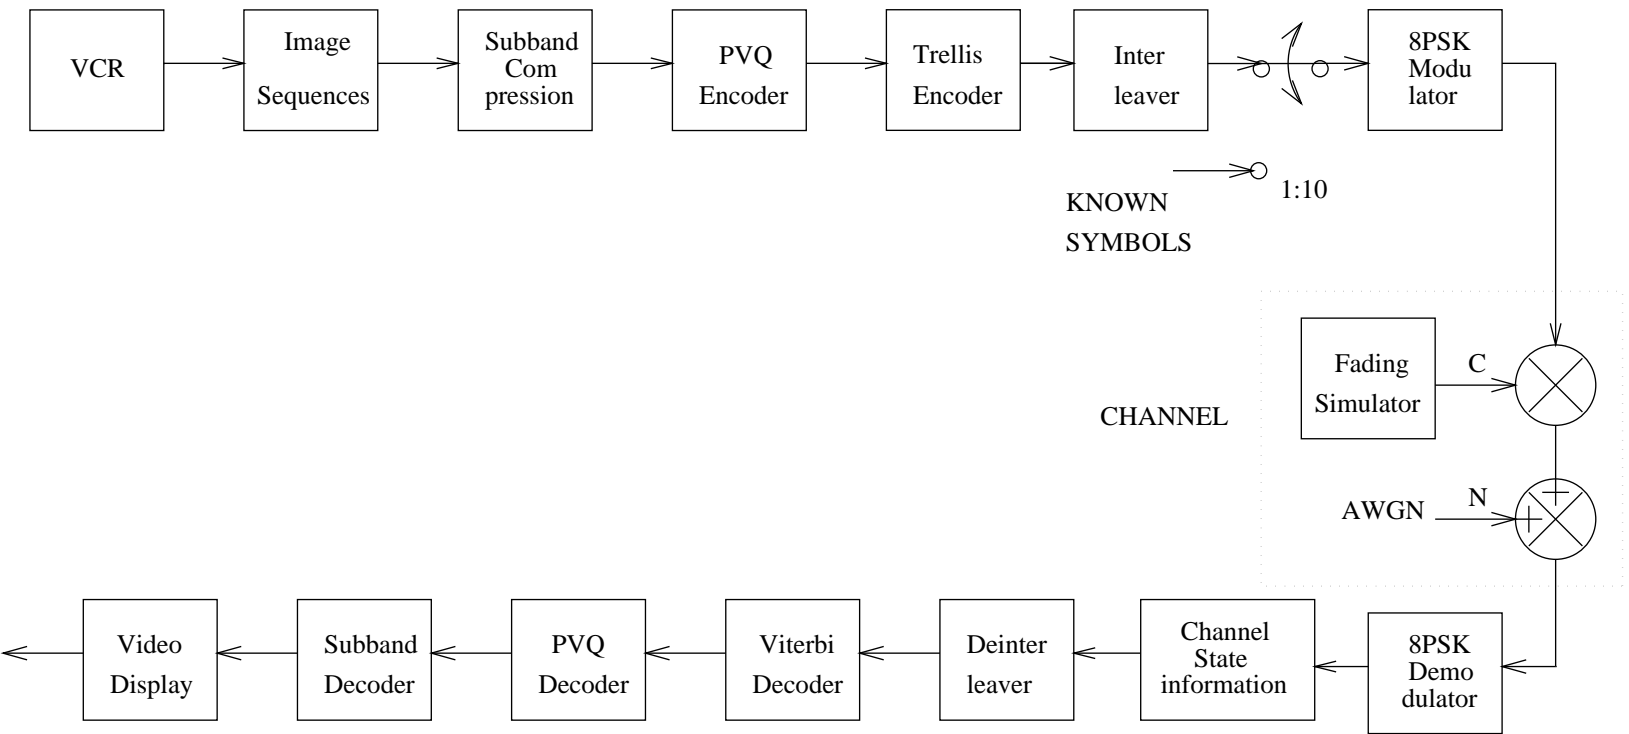 VCR
Image
Sequences
Subband
Com
pression
PVQ
Encoder
Trellis
Encoder
Inter
leaver
8PSK
Modu
lator
1:10
KNOWN
SYMBOLS
Fading
Simulator
C
CHANNEL
N
AWGN
Video
Display
Subband
Decoder
PVQ
Decoder
Viterbi
Decoder
Deinter
leaver
Channel
State
information
8PSK
Demo
dulator